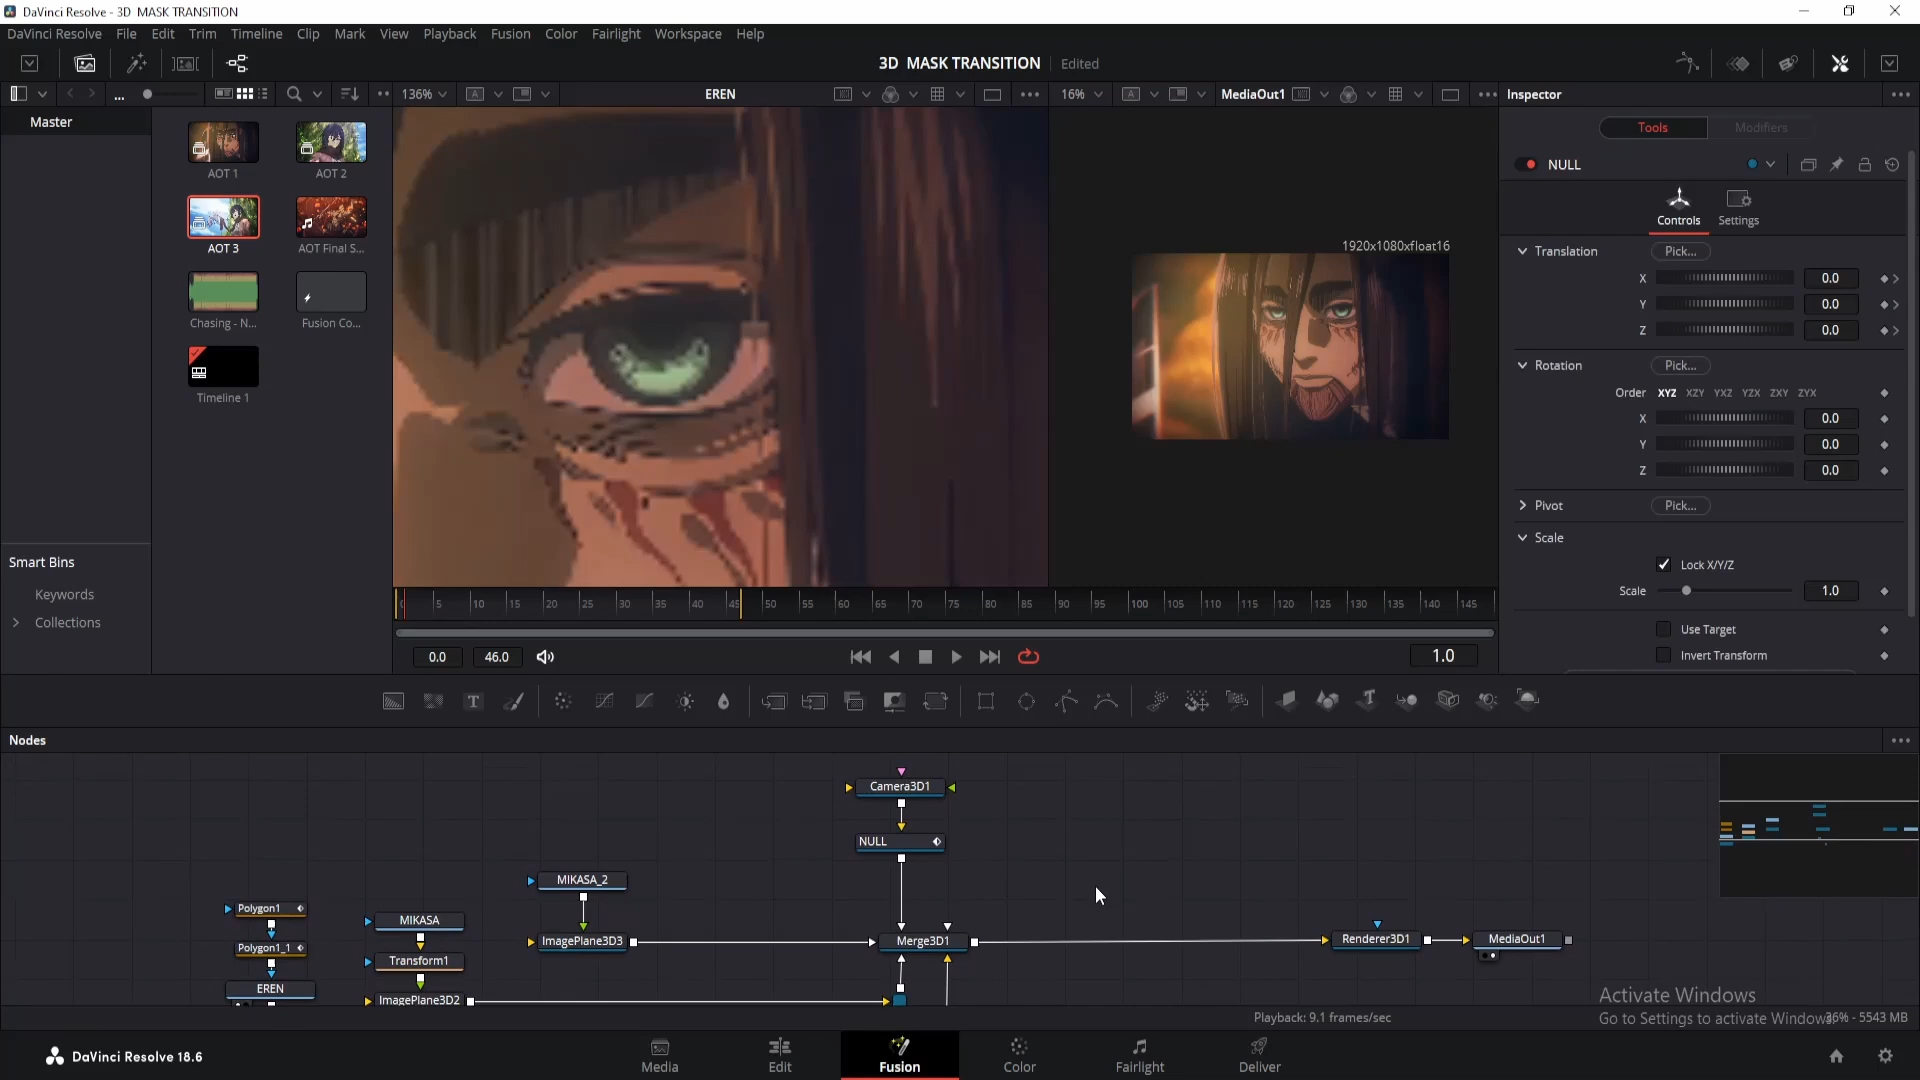 DaVinci Resolve - 3D  MASK TRANSITION
DaVinci Resolve File Edit Trim Timeline Clip Mark View Playback Fusion Color Fairlight Workspace Help
3D  MASK TRANSITION Edited
... 136% A EREN ... 16% A MediaOut1 ... Inspector ...
Master
Tools Modifiers
AOT 1
AOT 2
NULL
AOT 3
AOT Final S...
Controls Settings
1920x1080xfloat16
Translation Pick...
X 0.0
Y 0.0
Z 0.0
Chasing - N...
Fusion Co...
Rotation Pick...
Order XYZ XZY YXZ YZX ZXY ZYX
X 0.0
Y 0.0
Z 0.0
Timeline 1
Pivot Pick...
Scale
Lock X/Y/Z
Scale 1.0
Use Target
Invert Transform
Smart Bins
Keywords
Collections
5 10 15 20 25 30 35 40 45 50 55 60 65 70 75 80 85 90 95 100 105 110 115 120 125 130 135 140 145
0.0 46.0 1.0
T T
Nodes ...
Camera3D1
NULL
MIKASA_2
Polygon1
MIKASA
ImagePlane3D3
Merge3D1
Renderer3D1
MediaOut1
Polygon1_1
Transform1
EREN
ImagePlane3D2
Activate Windows
Go to Settings to activate Windows.
Playback: 9.1 frames/sec
36% - 5543 MB
DaVinci Resolve 18.6
Media Edit Fusion Color Fairlight Deliver